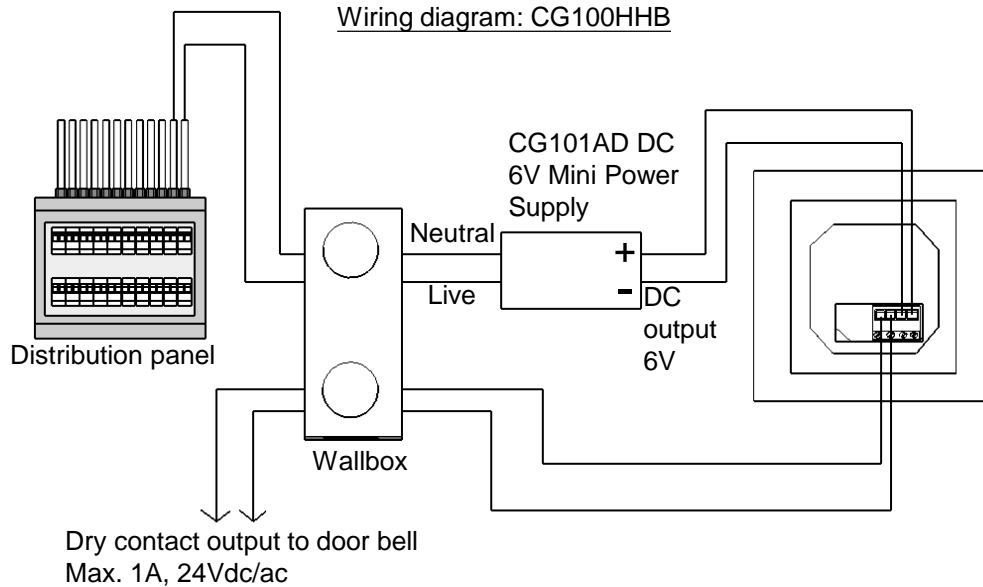 Wiring diagram: CG100HHB
CG101AD DC
6V Mini Power
Supply
Neutral
+
Live
-
DC
output
6V
Distribution panel
Wallbox
Dry contact output to door bell
Max. 1A, 24Vdc/ac